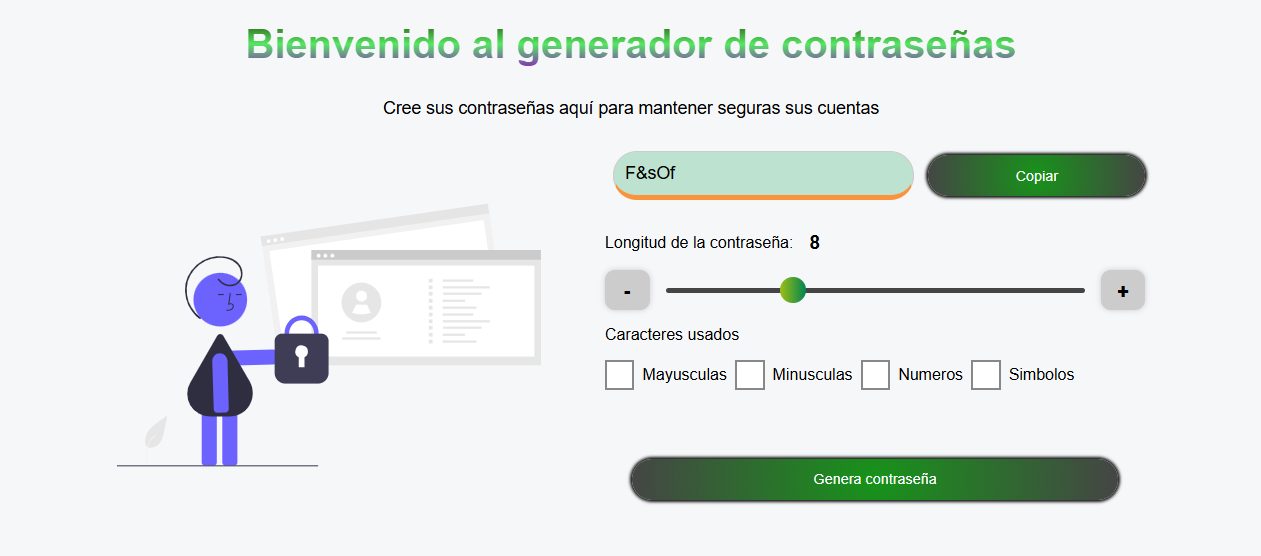 Bienvenido al generador de contraseñas
Cree sus contraseñas aquí para mantener seguras sus cuentas
F&sOf
Copiar
Longitud de la contraseña: 8
- +
Caracteres usados
Mayusculas Minusculas Numeros Simbolos
Genera contraseña